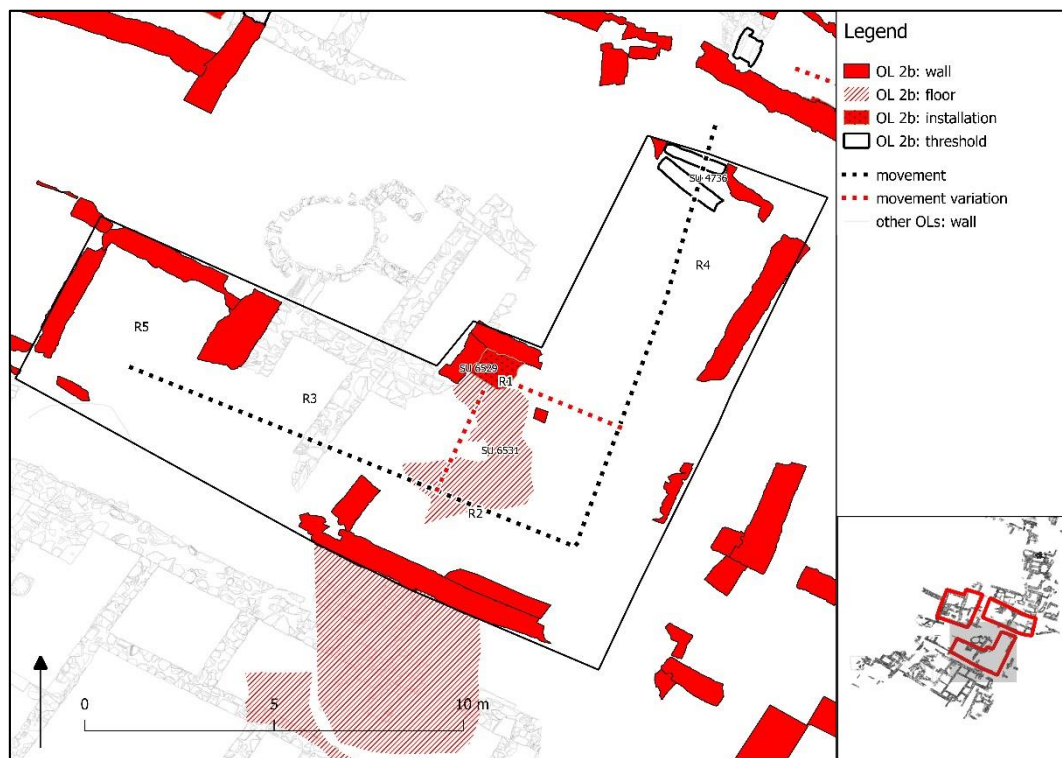 Legend
OL 2b: wall
OL 2b: floor
OL 2b: installation
OL 2b: threshold
movement
movement variation
other OLs: wall
SU 4736
R4
R5
SU 6529
R1
R3
SU 6531
R2
0
5
10 m